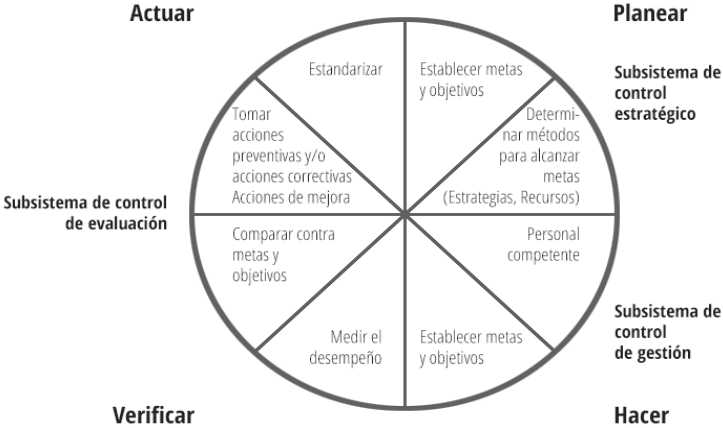 Actuar
Planear
Estandarizar
Establecer metas
y objetivos
Subsistema de
control
estratégico
Tomar
acciones
preventivas y/o
acciones correctivas
Acciones de mejora
Determi-
nar métodos
para alcanzar
metas
(Estrategias, Recursos)
Subsistema de control
de evaluación
Comparar contra
metas y
objetivos
Personal
competente
Medir el
desempeño
Establecer metas
y objetivos
Subsistema de
control
de gestión
Verificar
Hacer